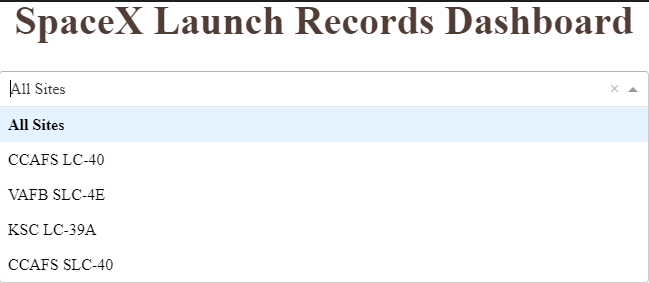 SpaceX Launch Records Dashboard
All Sites
All Sites
CCAFS LC-40
VAFB SLC-4E
KSC LC-39A
CCAFS SLC-40